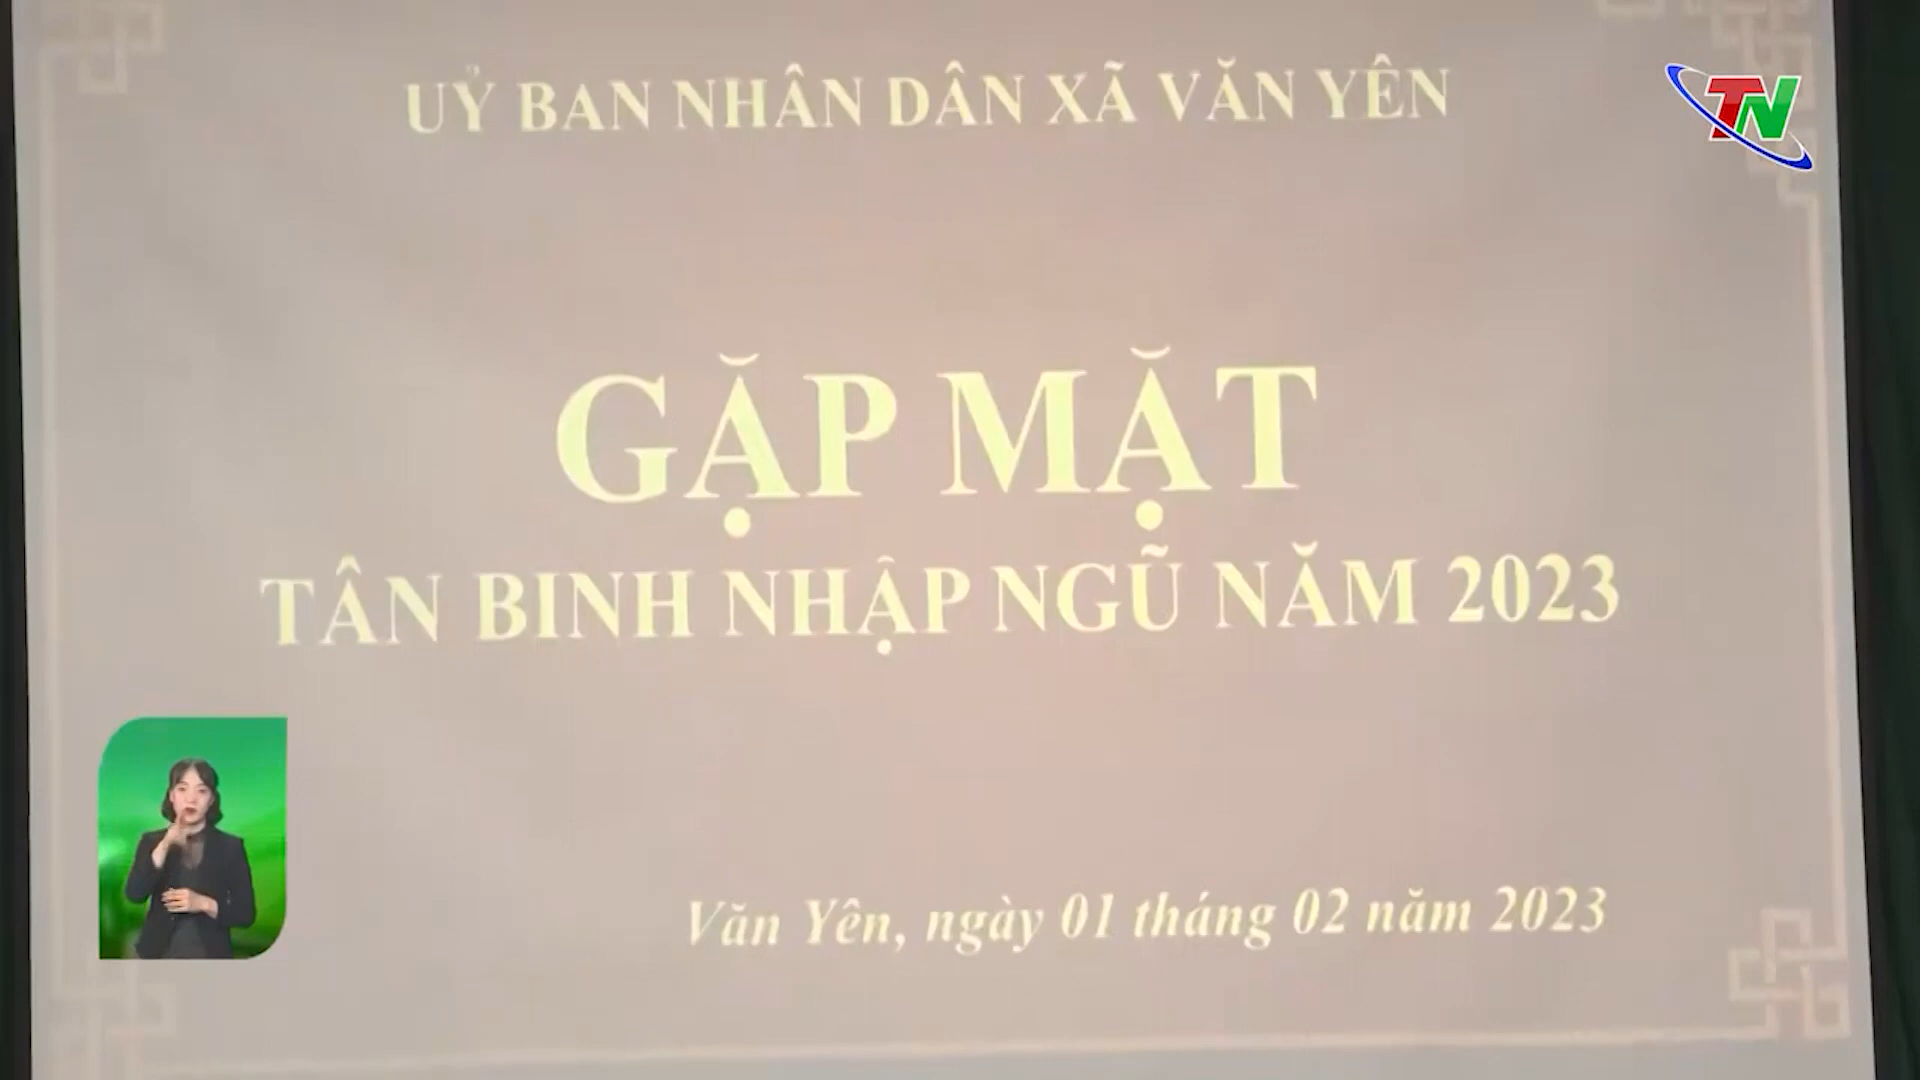 UỶ BAN NHÂN DÂN XÃ VĂN YÊN
TN
GẶP MẶT
TÂN BINH NHẬP NGŨ NĂM 2023
Văn Yên, ngày 01 tháng 02 năm 2023